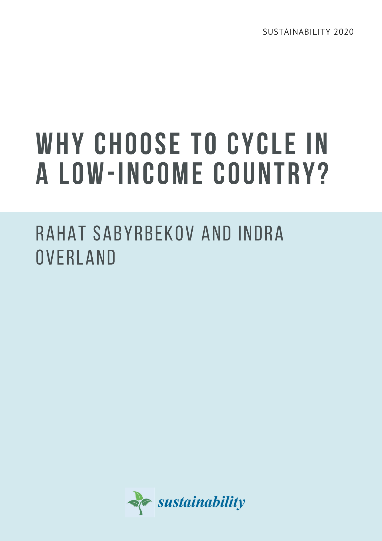 SUSTAINABILITY 2020
WHY CHOOSE TO CYCLE IN
A LOW-INCOME COUNTRY?
RAHAT SABYRBEKOV AND INDRA
OVERLAND
sustainability